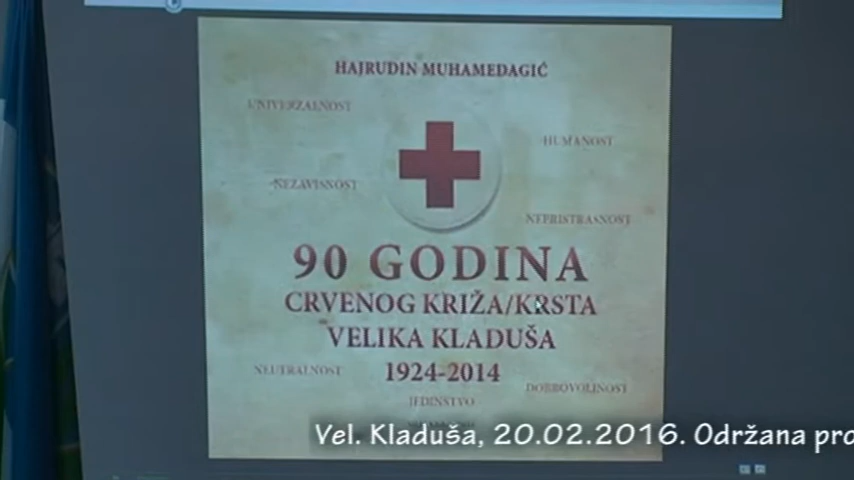 HAJRUDIN MUHAMEDAGIĆ
UNIVERZALNOST
HUMANOST
NEZAVISNOST
NEPRISTRASNOST
90 GODINA
CRVENOG KRIŽA/KRSTA
VELIKA KLADUŠA
NEUTRALNOST
1924-2014
DOBROVOLJNOST
JEDINSTVO
Vel. Kladuša, 20.02.2016. Održana pro